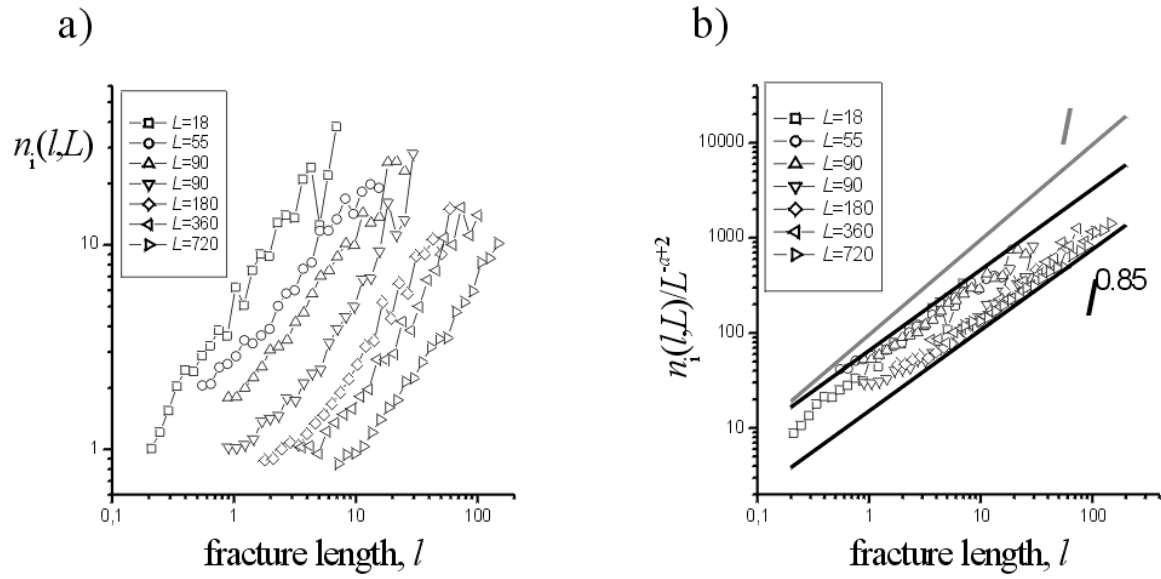 a)
n_i(l,L)
L=18
L=55
L=90
L=90
L=180
L=360
L=720
10
1
0,1
1
10
100
fracture length, l
b)
n_i(l,L)/L^-a+2
L=18
L=55
L=90
L=90
L=180
L=360
L=720
10000
1000
100
10
l
l^0.85
0,1
1
10
100
fracture length, l